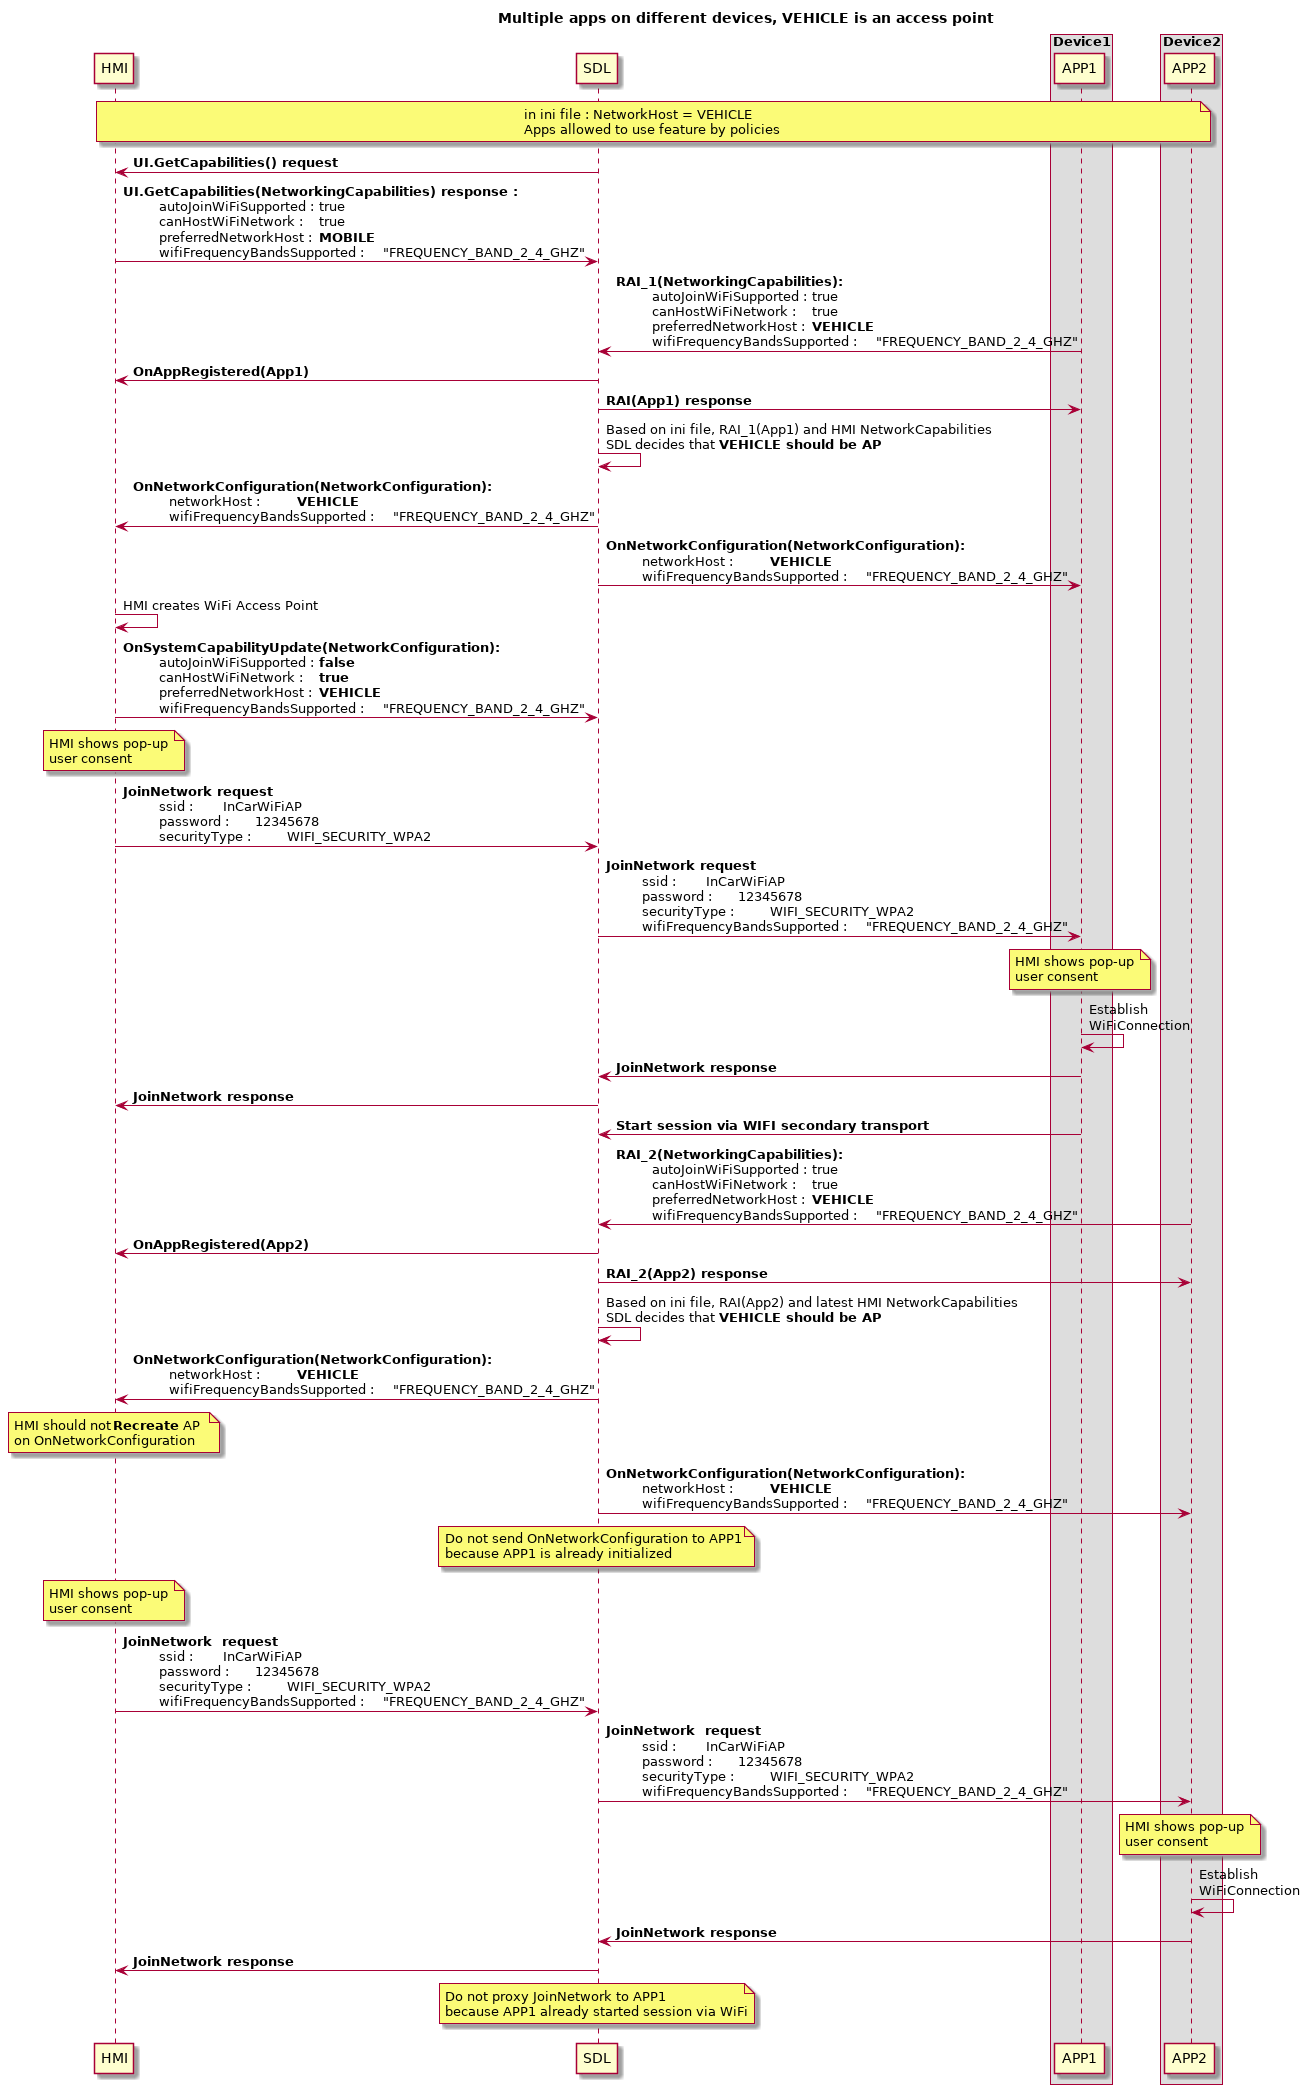 Multiple apps on different devices, VEHICLE is an access point
Device1
Device2
HMI
SDL
APP1
APP2
in ini file : NetworkHost = VEHICLE
Apps allowed to use feature by policies
UI.GetCapabilities() request
UI.GetCapabilities(NetworkingCapabilities) response :
autoJoinWiFiSupported : true
canHostWiFiNetwork : true
preferredNetworkHost : MOBILE
wifiFrequencyBandsSupported : "FREQUENCY_BAND_2_4_GHZ"
RAI_1(NetworkingCapabilities):
autoJoinWiFiSupported : true
canHostWiFiNetwork : true
preferredNetworkHost : VEHICLE
wifiFrequencyBandsSupported : "FREQUENCY_BAND_2_4_GHZ"
OnAppRegistered(App1)
RAI(App1) response
Based on ini file, RAI_1(App1) and HMI NetworkCapabilities
SDL decides that VEHICLE should be AP
OnNetworkConfiguration(NetworkConfiguration):
networkHost : VEHICLE
wifiFrequencyBandsSupported : "FREQUENCY_BAND_2_4_GHZ"
OnNetworkConfiguration(NetworkConfiguration):
networkHost : VEHICLE
wifiFrequencyBandsSupported : "FREQUENCY_BAND_2_4_GHZ"
HMI creates WiFi Access Point
OnSystemCapabilityUpdate(NetworkConfiguration):
autoJoinWiFiSupported : false
canHostWiFiNetwork : true
preferredNetworkHost : VEHICLE
wifiFrequencyBandsSupported : "FREQUENCY_BAND_2_4_GHZ"
HMI shows pop-up
user consent
JoinNetwork request
ssid : InCarWiFiAP
password : 12345678
securityType : WIFI_SECURITY_WPA2
JoinNetwork request
ssid : InCarWiFiAP
password : 12345678
securityType : WIFI_SECURITY_WPA2
wifiFrequencyBandsSupported : "FREQUENCY_BAND_2_4_GHZ"
HMI shows pop-up
user consent
Establish
WiFiConnection
JoinNetwork response
JoinNetwork response
Start session via WIFI secondary transport
RAI_2(NetworkingCapabilities):
autoJoinWiFiSupported : true
canHostWiFiNetwork : true
preferredNetworkHost : VEHICLE
wifiFrequencyBandsSupported : "FREQUENCY_BAND_2_4_GHZ"
OnAppRegistered(App2)
RAI_2(App2) response
Based on ini file, RAI(App2) and latest HMI NetworkCapabilities
SDL decides that VEHICLE should be AP
OnNetworkConfiguration(NetworkConfiguration):
networkHost : VEHICLE
wifiFrequencyBandsSupported : "FREQUENCY_BAND_2_4_GHZ"
HMI should not Recreate AP
on OnNetworkConfiguration
OnNetworkConfiguration(NetworkConfiguration):
networkHost : VEHICLE
wifiFrequencyBandsSupported : "FREQUENCY_BAND_2_4_GHZ"
Do not send OnNetworkConfiguration to APP1
because APP1 is already initialized
HMI shows pop-up
user consent
JoinNetwork request
ssid : InCarWiFiAP
password : 12345678
securityType : WIFI_SECURITY_WPA2
wifiFrequencyBandsSupported : "FREQUENCY_BAND_2_4_GHZ"
JoinNetwork request
ssid : InCarWiFiAP
password : 12345678
securityType : WIFI_SECURITY_WPA2
wifiFrequencyBandsSupported : "FREQUENCY_BAND_2_4_GHZ"
HMI shows pop-up
user consent
Establish
WiFiConnection
JoinNetwork response
JoinNetwork response
Do not proxy JoinNetwork to APP1
because APP1 already started session via WiFi
HMI
SDL
APP1
APP2